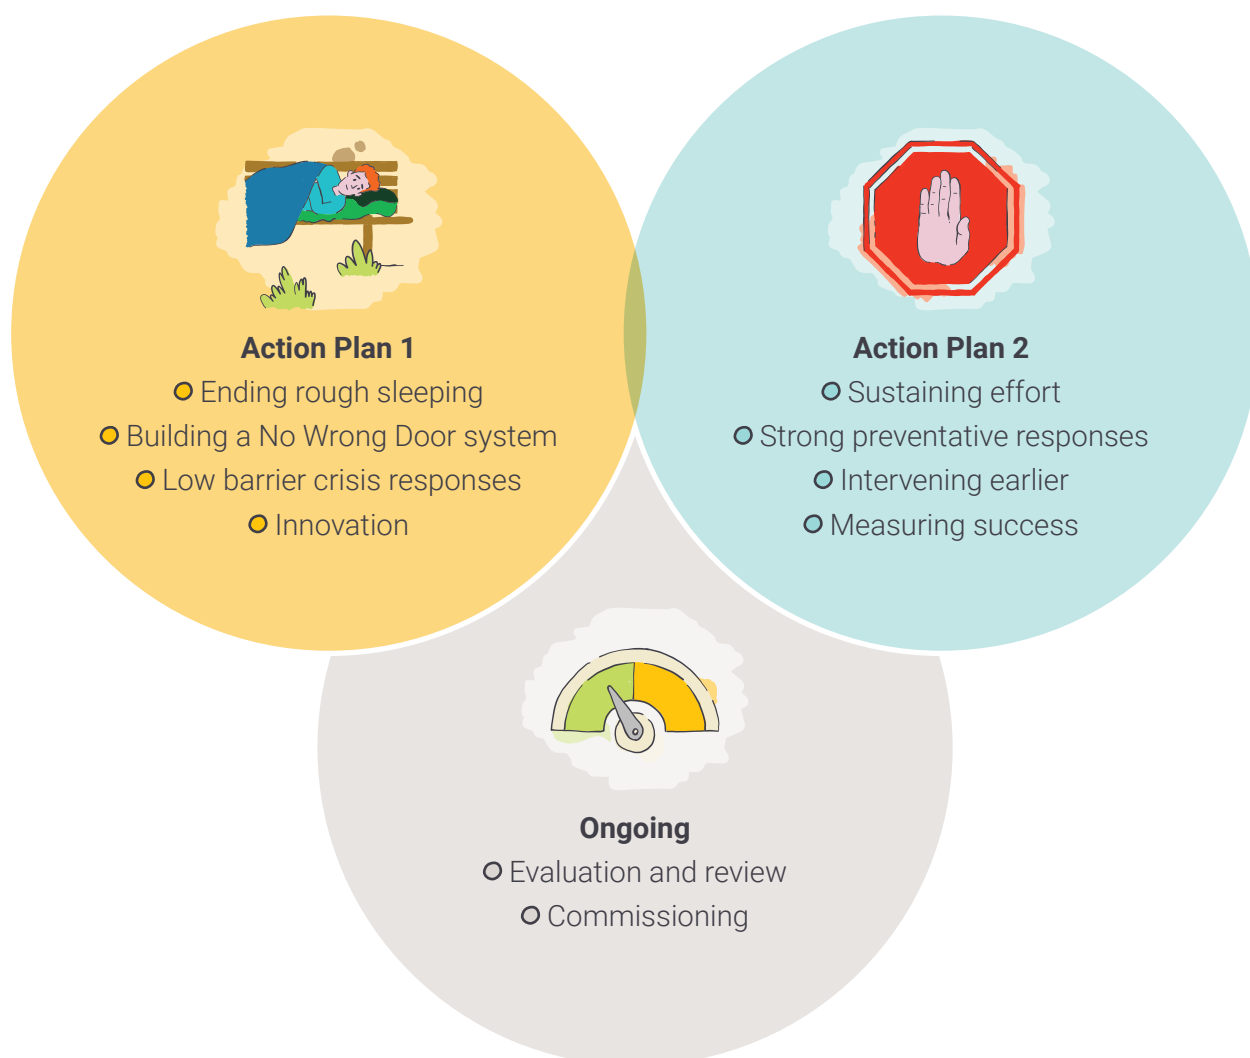 Action Plan 1
Ending rough sleeping
Building a No Wrong Door system
Low barrier crisis responses
Innovation
Action Plan 2
Sustaining effort
Strong preventative responses
Intervening earlier
Measuring success
Ongoing
Evaluation and review
Commissioning